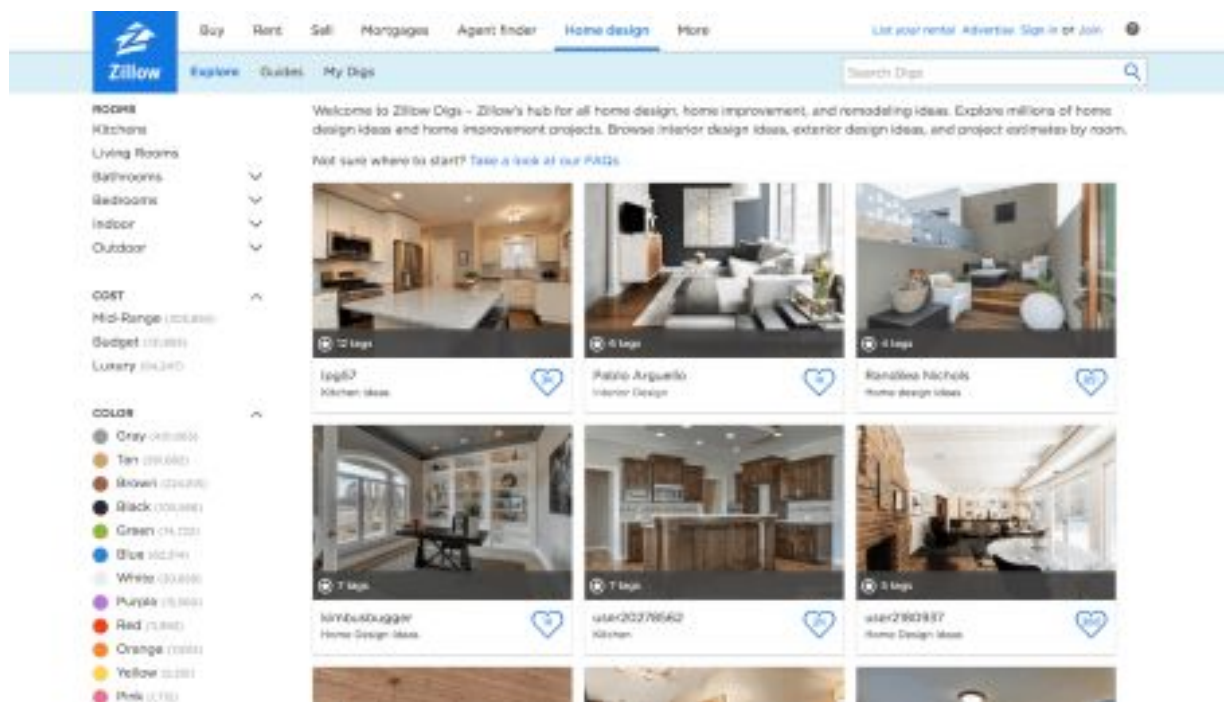 Buy Rent Sell Mortgages Agent finder Home design More
List your rental Advertise Sign in or Join
Zillow
Explore Guides My Digs
Search Digs
ROOMS
Kitchens
Living Rooms
Bathrooms
Bedrooms
Indoor
Outdoor
COST
Mid-Range
Budget
Luxury
COLOR
Gray
Tan
Brown
Black
Green
Blue
White
Purple
Red
Orange
Yellow
Pink
Welcome to Zillow Digs – Zillow's hub for all home design, home improvement, and remodeling ideas. Explore millions of home
design ideas and home improvement projects. Browse interior design ideas, exterior design ideas, and project estimates by room.
Not sure where to start? Take a look at our FAQs
12 tags
6 tags
4 tags
Pablo Arguello
Nichols
Kitchen Ideas
Interior Design
Home design ideas
7 tags
7 tags
5 tags
kimbusbugger
user20278562
user2180937
Home Design Ideas
Kitchen
Home Design Ideas